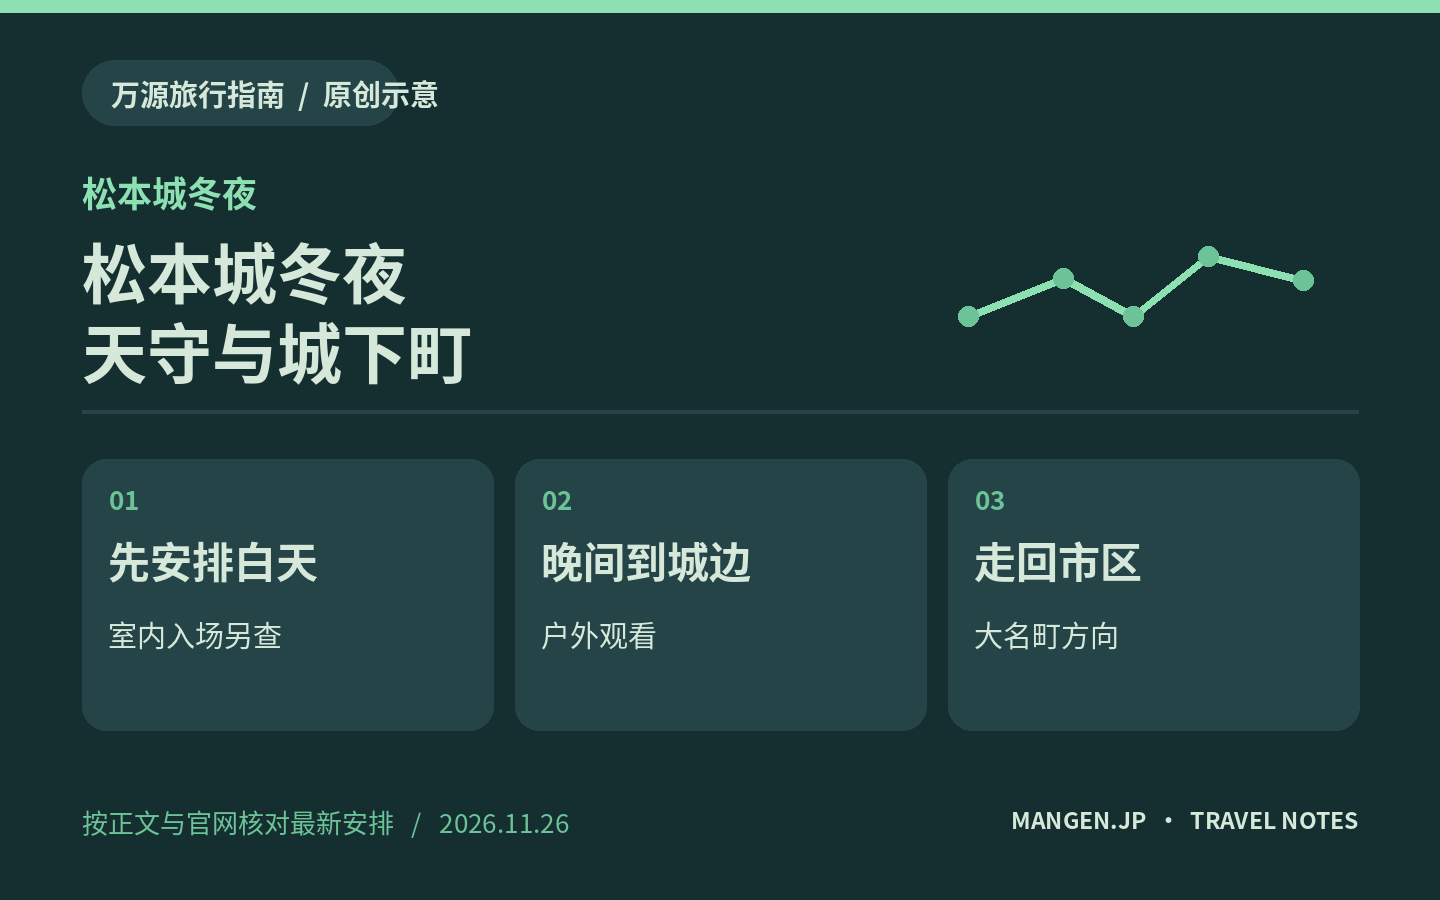 万源旅行指南 / 原创示意
松本城冬夜
松本城冬夜
天守与城下町
01
先安排白天
室内入场另查
02
晚间到城边
户外观看
03
走回市区
大名町方向
按正文与官网核对最新安排 / 2026.11.26
MANGEN.JP • TRAVEL NOTES